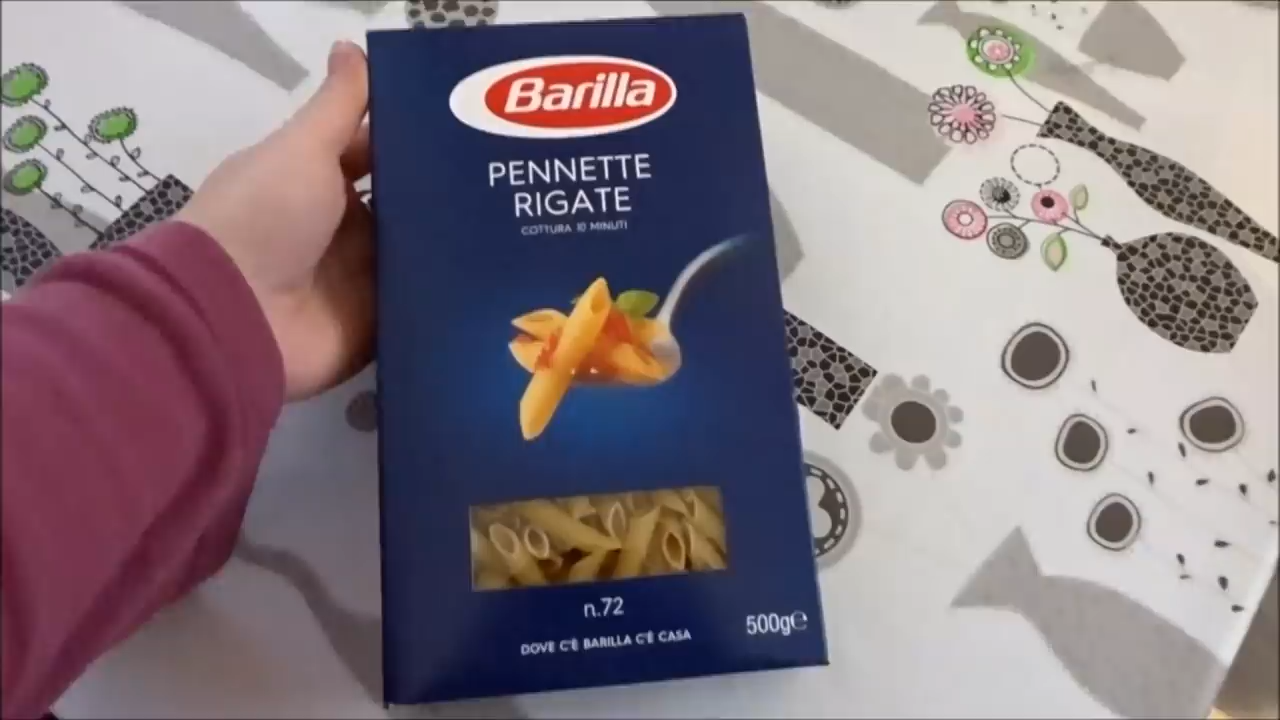 Barilla
PENNETTE
RIGATE
COTTURA 10 MINUTI
n.72
500g℮
DOVE C'È BARILLA C'È CASA